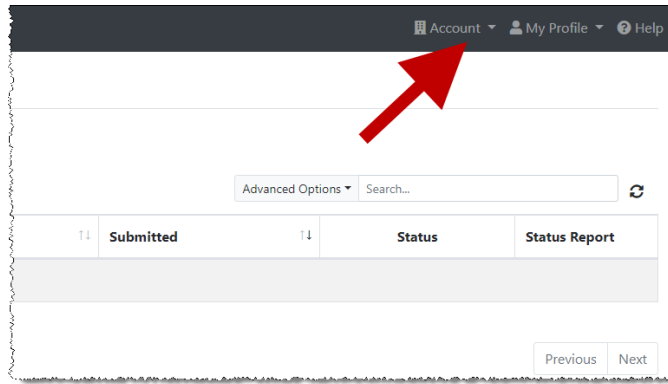 Account My Profile Help
Advanced Options Search...
Submitted Status Status Report
Previous Next